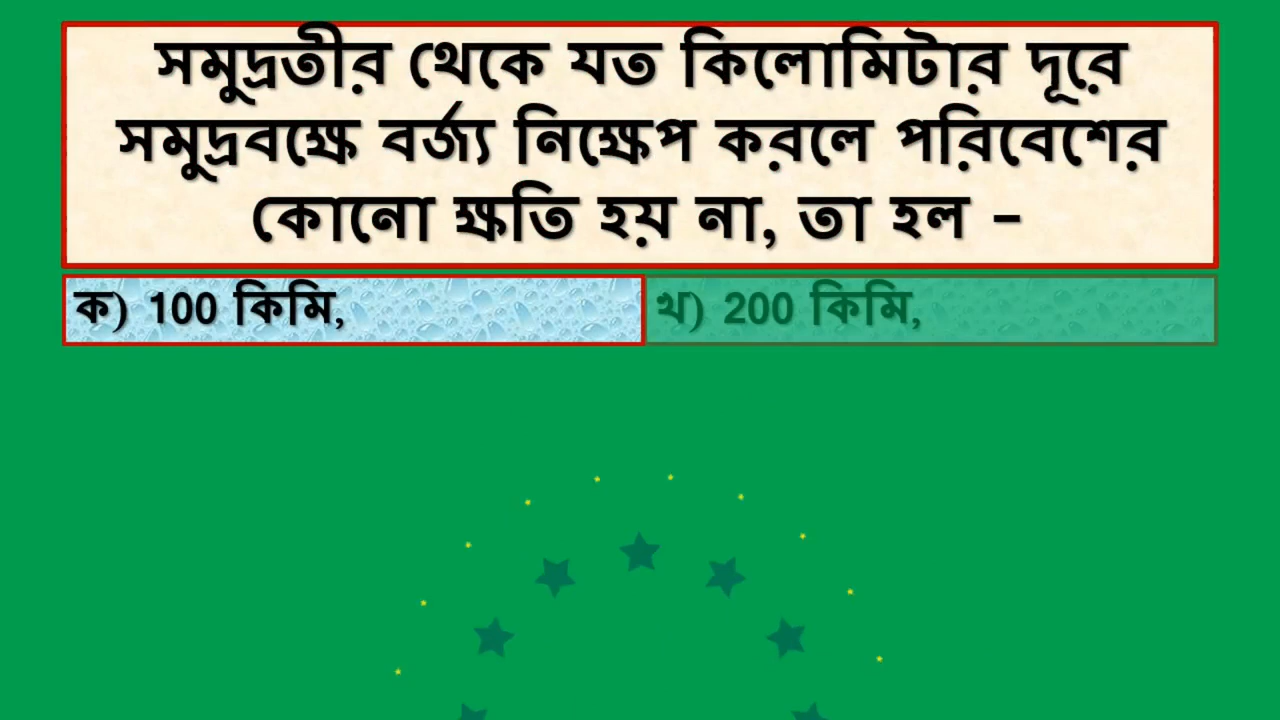 সমুদ্রতীর থেকে যত কিলোমিটার দূরে
সমুদ্রবক্ষে বর্জ্য নিক্ষেপ করলে পরিবেশের
কোনো ক্ষতি হয় না, তা হল –
ক) 100 কিমি,
খ) 200 কিমি,